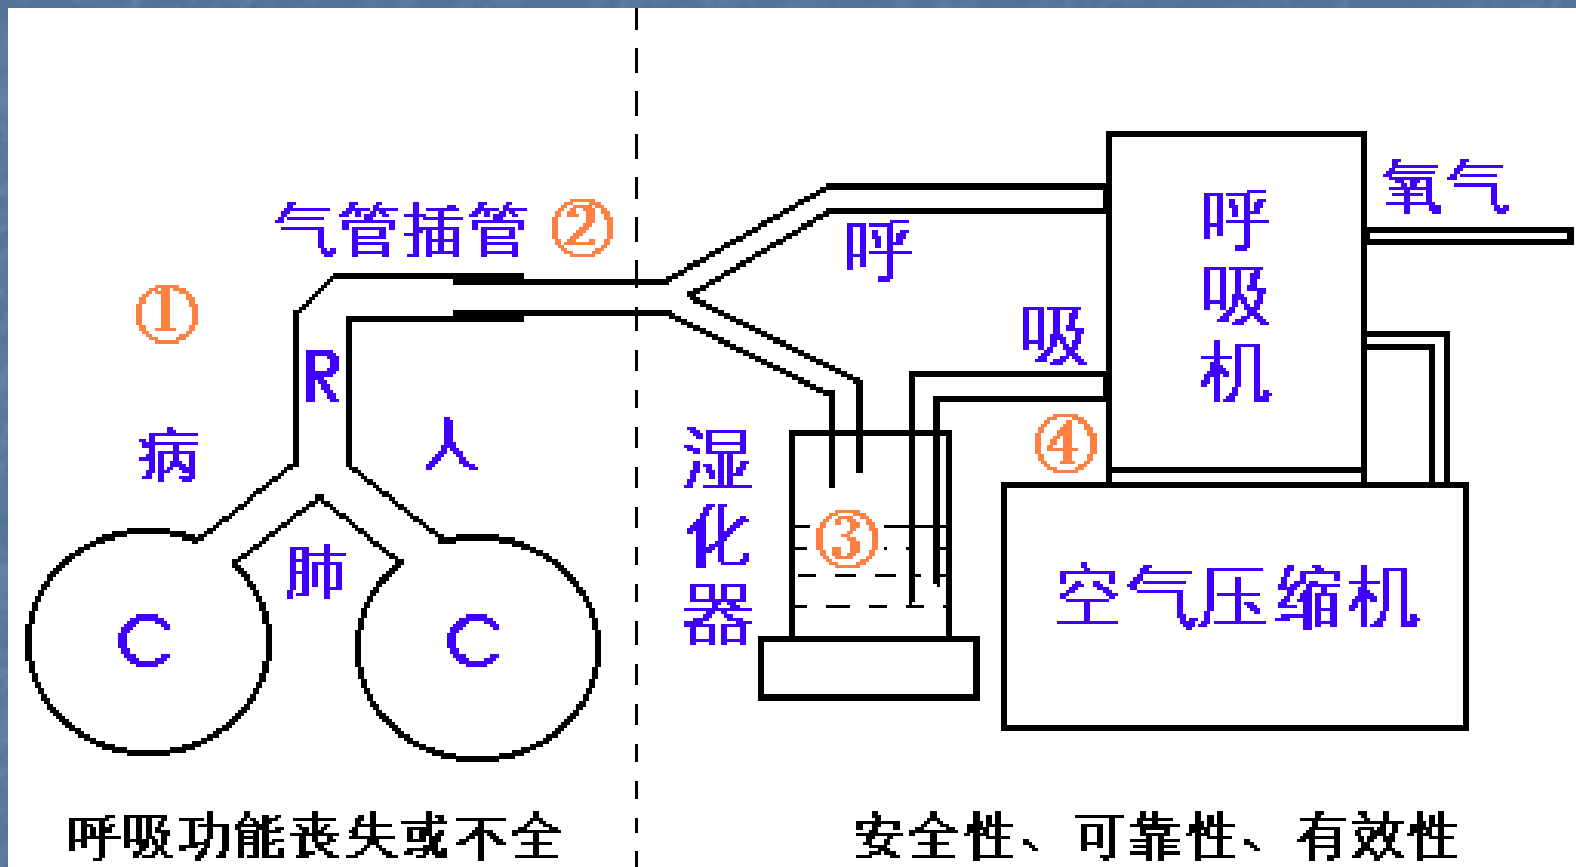 氧气
呼吸机
气管插管 ②
呼
①
吸
R
病 人
湿化器
④
③
肺
空气压缩机
C C
呼吸功能丧失或不全
安全性、可靠性、有效性